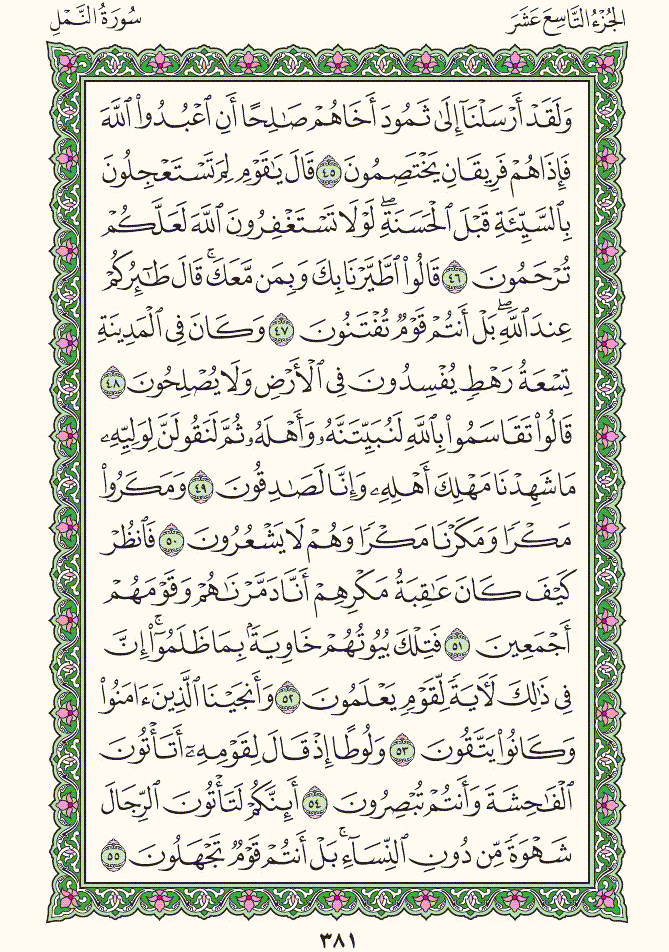 الجُزْءُ التَّاسِعَ عَشَرَ
سُورَةُ النَّمْلِ
وَلَقَدْ أَرْسَلْنَآ إِلَىٰ ثَمُودَ أَخَاهُمْ صَٰلِحًا أَنِ ٱعْبُدُوا۟ ٱللَّهَ
فَإِذَا هُمْ فَرِيقَانِ يَخْتَصِمُونَ ٤٥ قَالَ يَٰقَوْمِ لِمَ تَسْتَعْجِلُونَ
بِٱلسَّيِّئَةِ قَبْلَ ٱلْحَسَنَةِ ۖ لَوْلَا تَسْتَغْفِرُونَ ٱللَّهَ لَعَلَّكُمْ
تُرْحَمُونَ ٤٦ قَالُوا۟ ٱطَّيَّرْنَا بِكَ وَبِمَن مَّعَكَ ۚ قَالَ طَٰٓئِرُكُمْ
عِندَ ٱللَّهِ ۖ بَلْ أَنتُمْ قَوْمٌ تُفْتَنُونَ ٤٧ وَكَانَ فِى ٱلْمَدِينَةِ
تِسْعَةُ رَهْطٍ يُفْسِدُونَ فِى ٱلْأَرْضِ وَلَا يُصْلِحُونَ ٤٨
قَالُوا۟ تَقَاسَمُوا۟ بِٱللَّهِ لَنُبَيِّتَنَّهُۥ وَأَهْلَهُۥ ثُمَّ لَنَقُولَنَّ لِوَلِيِّهِۦ
مَا شَهِدْنَا مَهْلِكَ أَهْلِهِۦ وَإِنَّا لَصَٰدِقُونَ ٤٩ وَمَكَرُوا۟
مَكْرًا وَمَكَرْنَا مَكْرًا وَهُمْ لَا يَشْعُرُونَ ٥٠ فَٱنظُرْ
كَيْفَ كَانَ عَٰقِبَةُ مَكْرِهِمْ أَنَّا دَمَّرْنَٰهُمْ وَقَوْمَهُمْ
أَجْمَعِينَ ٥١ فَتِلْكَ بُيُوتُهُمْ خَاوِيَةًۢ بِمَا ظَلَمُوٓا۟ ۚ إِنَّ
فِى ذَٰلِكَ لَءَايَةً لِّقَوْمٍ يَعْلَمُونَ ٥٢ وَأَنجَيْنَا ٱلَّذِينَ ءَامَنُوا۟
وَكَانُوا۟ يَتَّقُونَ ٥٣ وَلُوطًا إِذْ قَالَ لِقَوْمِهِۦٓ أَتَأْتُونَ
ٱلْفَٰحِشَةَ وَأَنتُمْ تُبْصِرُونَ ٥٤ أَئِنَّكُمْ لَتَأْتُونَ ٱلرِّجَالَ
شَهْوَةً مِّن دُونِ ٱلنِّسَآءِ ۚ بَلْ أَنتُمْ قَوْمٌ تَجْهَلُونَ ٥٥
٣٨١